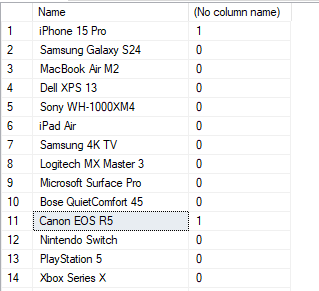 Name (No column name)
1 iPhone 15 Pro 1
2 Samsung Galaxy S24 0
3 MacBook Air M2 0
4 Dell XPS 13 0
5 Sony WH-1000XM4 0
6 iPad Air 0
7 Samsung 4K TV 0
8 Logitech MX Master 3 0
9 Microsoft Surface Pro 0
10 Bose QuietComfort 45 0
11 Canon EOS R5 1
12 Nintendo Switch 0
13 PlayStation 5 0
14 Xbox Series X 0